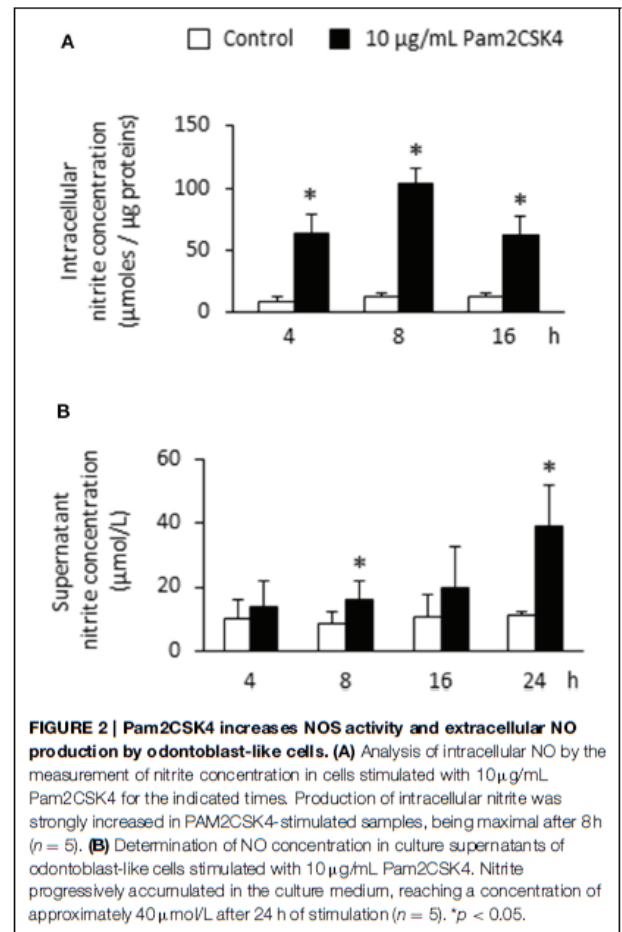 A
Control
10 µg/mL Pam2CSK4
Intracellular
nitrite concentration
(µmoles / µg proteins)
150
100
50
0
*
*
*
4
8
16
h
B
Supernatant
nitrite concentration
(µmol/L)
60
40
20
0
*
*
4
8
16
24
h
FIGURE 2 | Pam2CSK4 increases NOS activity and extracellular NO
production by odontoblast-like cells. (A) Analysis of intracellular NO by the
measurement of nitrite concentration in cells stimulated with 10 µg/mL
Pam2CSK4 for the indicated times. Production of intracellular nitrite was
strongly increased in PAM2CSK4-stimulated samples, being maximal after 8 h
(n = 5). (B) Determination of NO concentration in culture supernatants of
odontoblast-like cells stimulated with 10 µg/mL Pam2CSK4. Nitrite
progressively accumulated in the culture medium, reaching a concentration of
approximately 40 µmol/L after 24 h of stimulation (n = 5). *p < 0.05.